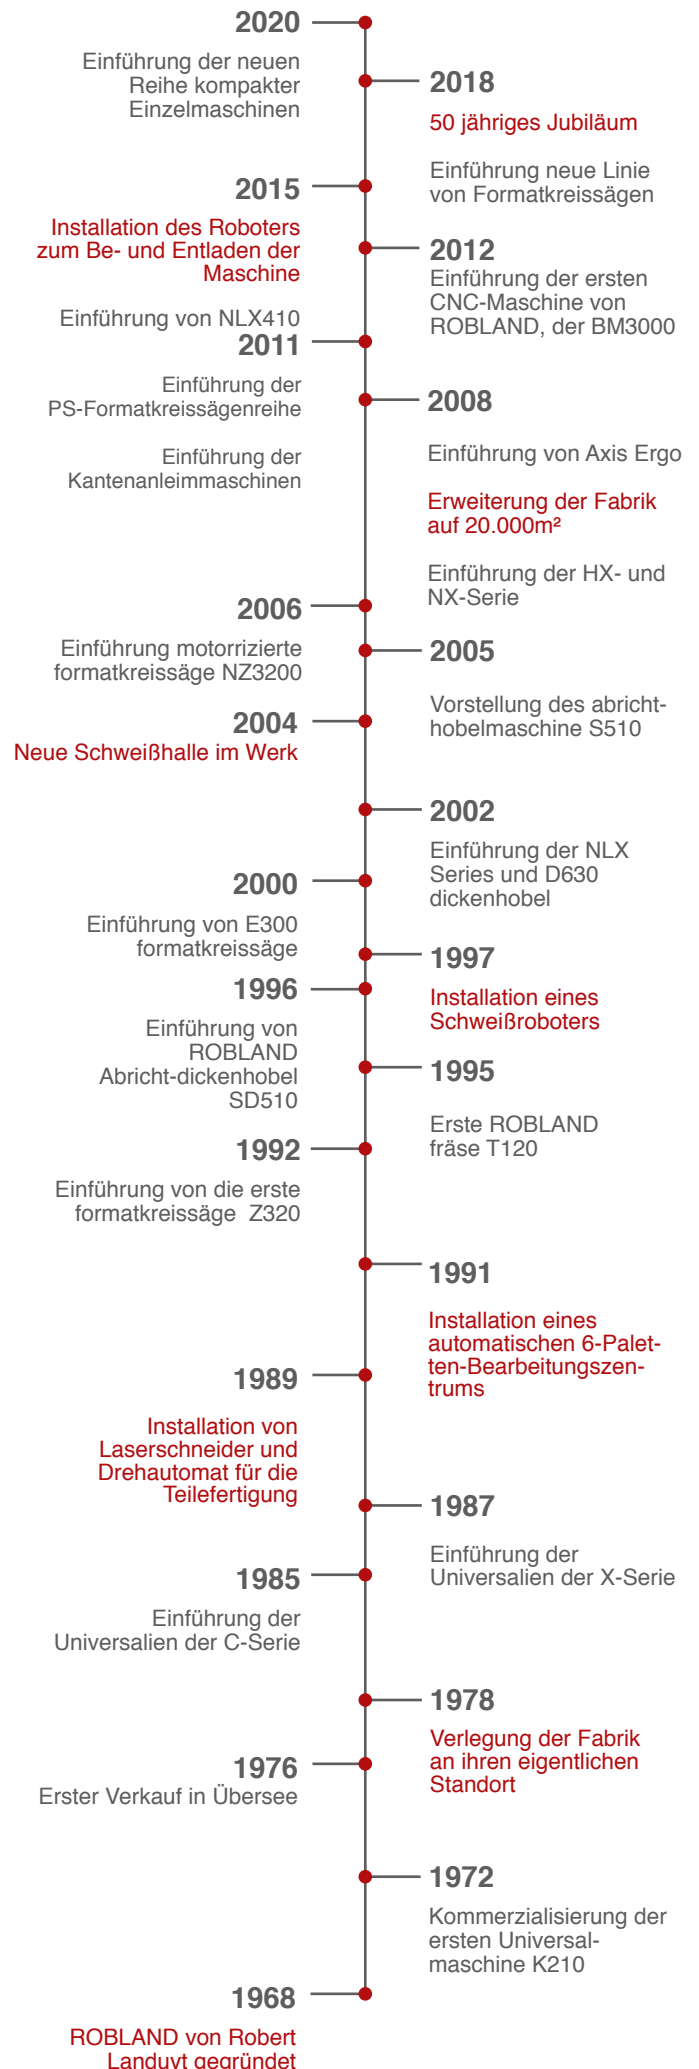 2020
Einführung der neuen
Reihe kompakter
Einzelmaschinen
2018
50 jähriges Jubiläum
Einführung neue Linie
von Formatkreissägen
2015
Installation des Roboters
zum Be- und Entladen der
Maschine
Einführung von NLX410
2012
Einführung der ersten
CNC-Maschine von
ROBLAND, der BM3000
2011
Einführung der
PS-Formatkreissägenreihe
Einführung der
Kantenanleimmaschinen
2008
Einführung von Axis Ergo
Erweiterung der Fabrik
auf 20.000m²
Einführung der HX- und
NX-Serie
2006
Einführung motorrizierte
formatkreissäge NZ3200
2005
Vorstellung des abricht-
hobelmaschine S510
2004
Neue Schweißhalle im Werk
2002
Einführung der NLX
Series und D630
dickenhobel
2000
Einführung von E300
formatkreissäge
1997
Installation eines
Schweißroboters
1996
Einführung von
ROBLAND
Abricht-dickenhobel
SD510
1995
Erste ROBLAND
fräse T120
1992
Einführung von die erste
formatkreissäge Z320
1991
Installation eines
automatischen 6-Palet-
ten-Bearbeitungszen-
trums
1989
Installation von
Laserschneider und
Drehautomat für die
Teilefertigung
1987
Einführung der
Universalien der X-Serie
1985
Einführung der
Universalien der C-Serie
1978
Verlegung der Fabrik
an ihren eigentlichen
Standort
1976
Erster Verkauf in Übersee
1972
Kommerzialisierung der
ersten Universal-
maschine K210
1968
ROBLAND von Robert
Landuyt gegründet